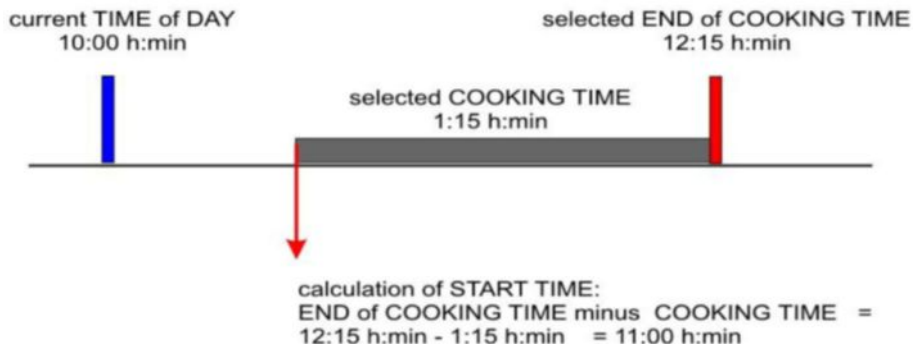 current TIME of DAY
10:00 h:min
selected END of COOKING TIME
12:15 h:min
selected COOKING TIME
1:15 h:min
calculation of START TIME:
END of COOKING TIME minus COOKING TIME =
12:15 h:min - 1:15 h:min = 11:00 h:min